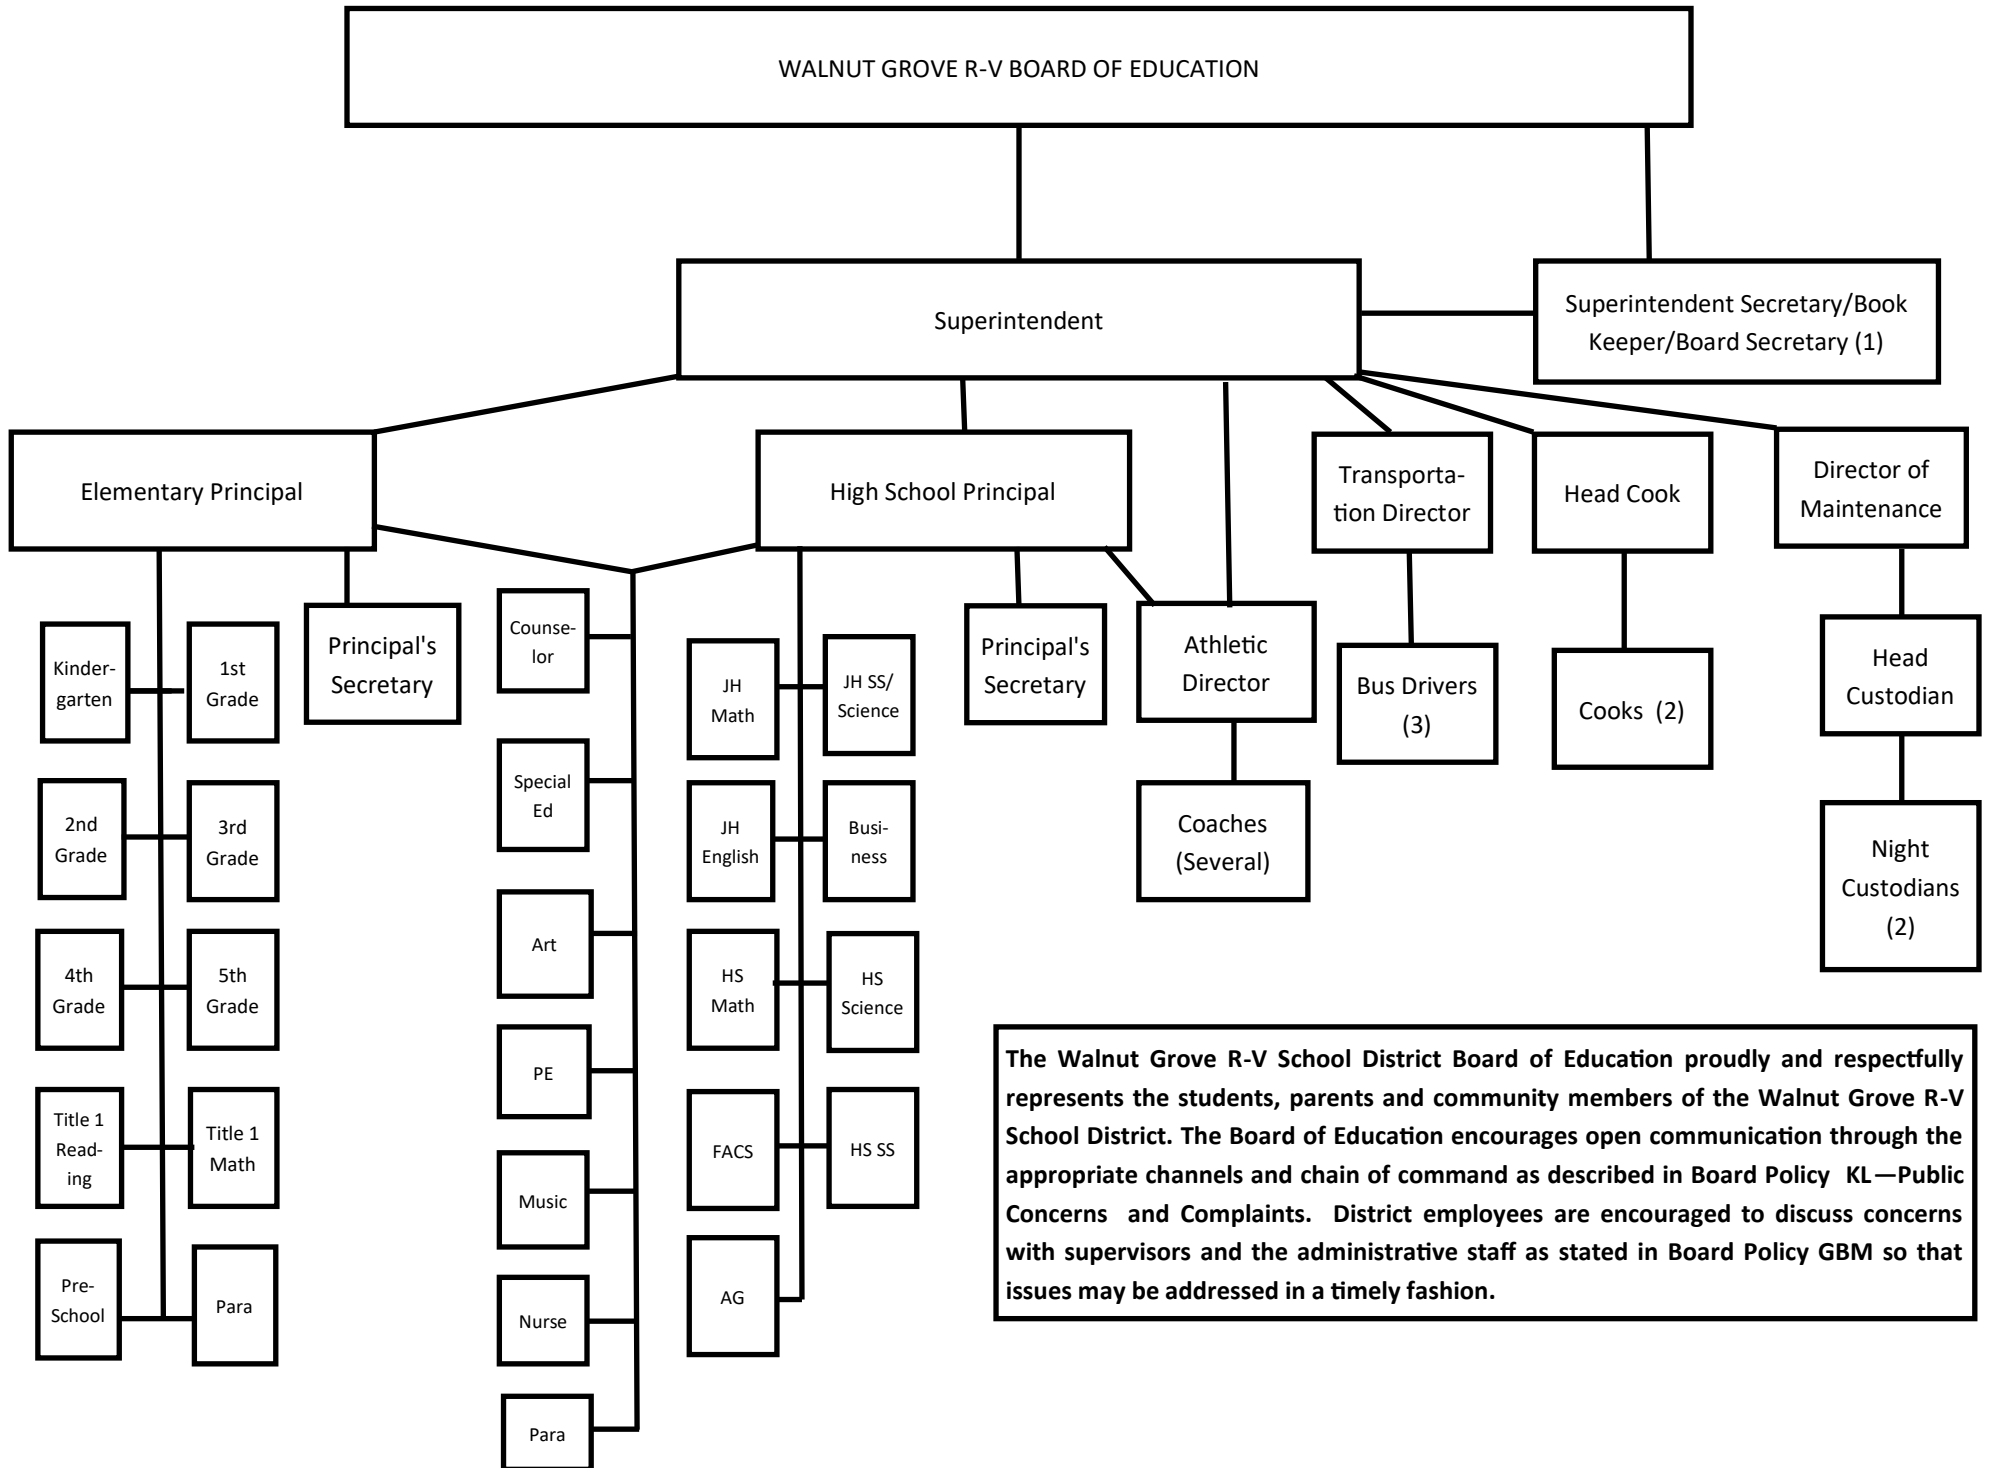 WALNUT GROVE R-V BOARD OF EDUCATION
Superintendent
Superintendent Secretary/Book
Keeper/Board Secretary (1)
Elementary Principal
High School Principal
Transporta-
tion Director
Head Cook
Director of
Maintenance
Kinder-
garten
1st
Grade
Principal's
Secretary
2nd
Grade
3rd
Grade
4th
Grade
5th
Grade
Title 1
Read-
ing
Title 1
Math
Pre-
School
Para
Counse-
lor
Special
Ed
Art
PE
Music
Nurse
Para
JH
Math
JH SS/
Science
JH
English
Busi-
ness
HS
Math
HS
Science
FACS
HS SS
AG
Principal's
Secretary
Athletic
Director
Coaches
(Several)
Bus Drivers
(3)
Cooks (2)
Head
Custodian
Night
Custodians
(2)
The Walnut Grove R-V School District Board of Education proudly and respectfully
represents the students, parents and community members of the Walnut Grove R-V
School District. The Board of Education encourages open communication through the
appropriate channels and chain of command as described in Board Policy KL—Public
Concerns and Complaints. District employees are encouraged to discuss concerns
with supervisors and the administrative staff as stated in Board Policy GBM so that
issues may be addressed in a timely fashion.